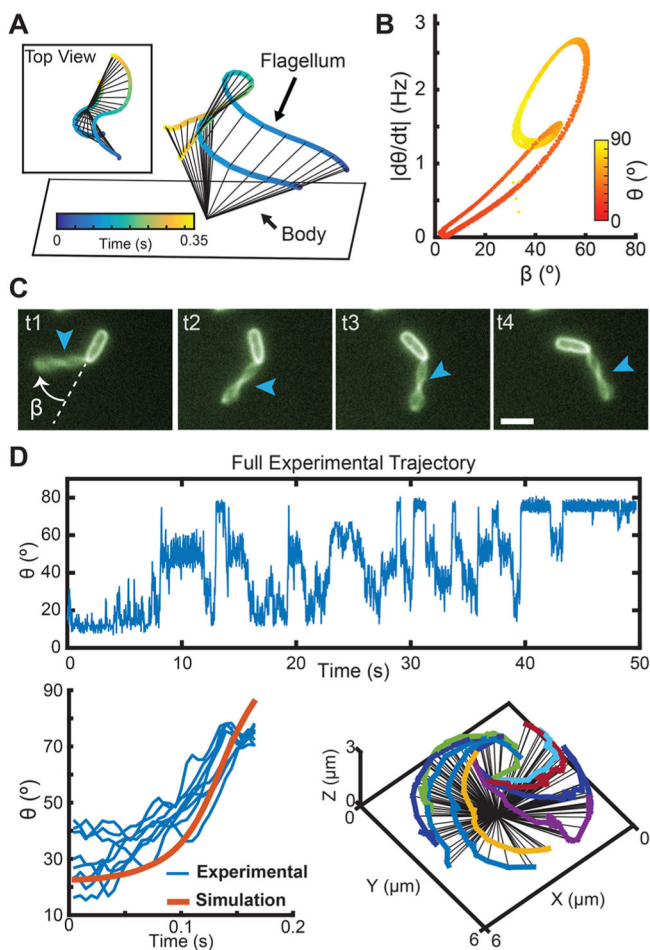 A
Top View
Flagellum
Body
0
Time (s)
0.35
B
|dθ/dt| (Hz)
3
2
1.5
1
0
0
20
40
60
80
β (º)
90
θ (º)
0
C
t1
β
t2
t3
t4
D
Full Experimental Trajectory
θ (º)
80
60
40
20
0
0
10
20
30
40
50
Time (s)
θ (º)
90
70
50
30
10
0
0.1
0.2
Time (s)
Experimental
Simulation
Z (µm)
3
0
0
Y (µm)
6
6
X (µm)
0